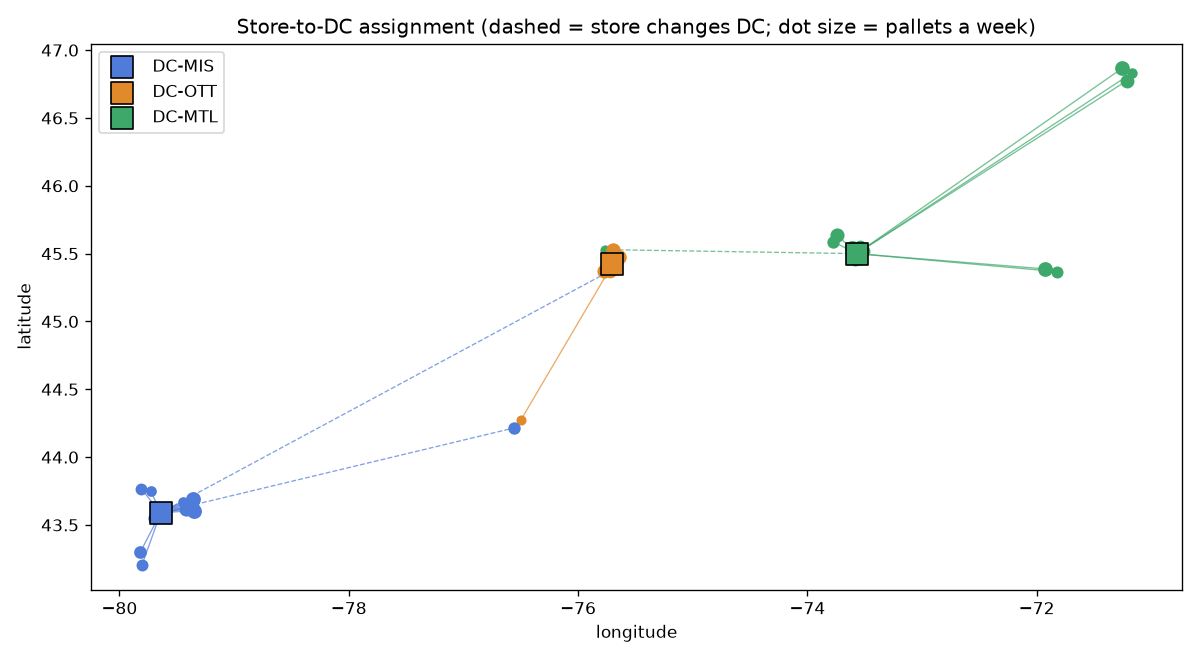 Store-to-DC assignment (dashed = store changes DC; dot size = pallets a week)
DC-MIS
DC-OTT
DC-MTL
latitude
47.0
46.5
46.0
45.5
45.0
44.5
44.0
43.5
−80
−78
−76
−74
−72
longitude